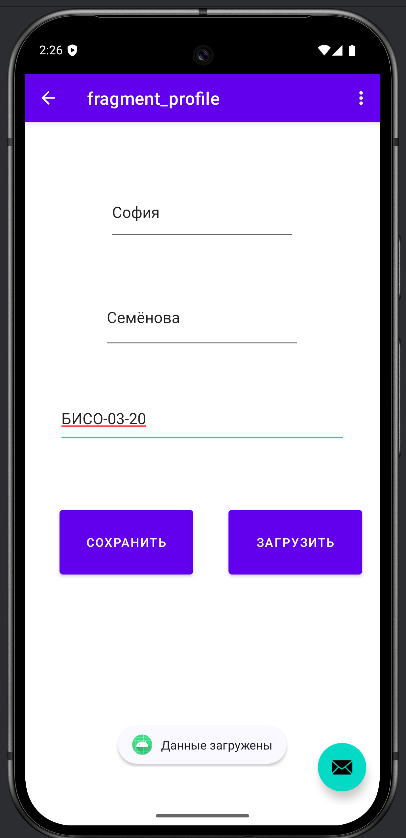 2:26
fragment_profile
София
Семёнова
БИСО-03-20
СОХРАНИТЬ ЗАГРУЗИТЬ
Данные загружены